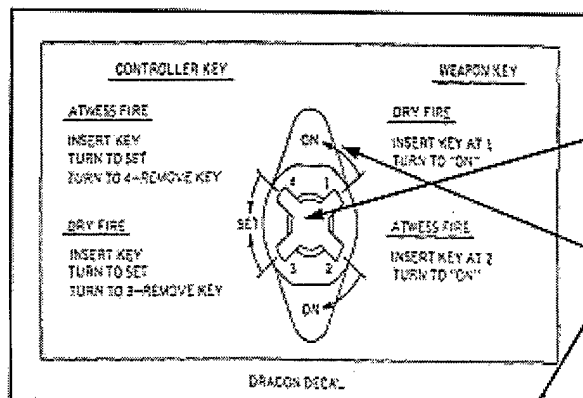 CONTROLLER KEY
WEAPON KEY
ATWESS FIRE
INSERT KEY
TURN TO SET
TURN TO 4—REMOVE KEY
DRY FIRE
INSERT KEY
TURN TO SET
TURN TO 3—REMOVE KEY
ON
4
1
SET
3
2
ON
DRY FIRE
INSERT KEY AT 1
TURN TO "ON"
ATWESS FIRE
INSERT KEY AT 2
TURN TO "ON"
DRAGON DECAL